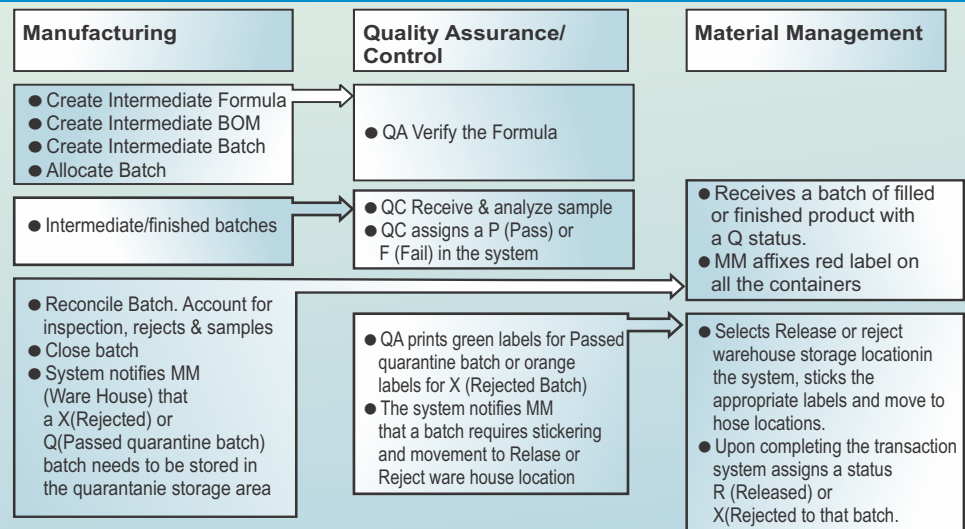 Manufacturing
Quality Assurance/
Control
Material Management
● Create Intermediate Formula
● Create Intermediate BOM
● Create Intermediate Batch
● Allocate Batch
● QA Verify the Formula
● Intermediate/finished batches
● QC Receive & analyze sample
● QC assigns a P (Pass) or
F (Fail) in the system
● Receives a batch of filled
or finished product with
a Q status.
● MM affixes red label on
all the containers
● Reconcile Batch. Account for
inspection, rejects & samples
● Close batch
● System notifies MM
(Ware House) that
a X(Rejected) or
Q(Passed quarantine batch)
batch needs to be stored in
the quarantanie storage area
● QA prints green labels for Passed
quarantine batch or orange
labels for X (Rejected Batch)
● The system notifies MM
that a batch requires stickering
and movement to Relase or
Reject ware house location
● Selects Release or reject
warehouse storage locationin
the system, sticks the
appropriate labels and move to
hose locations.
● Upon completing the transaction
system assigns a status
R (Released) or
X(Rejected to that batch.